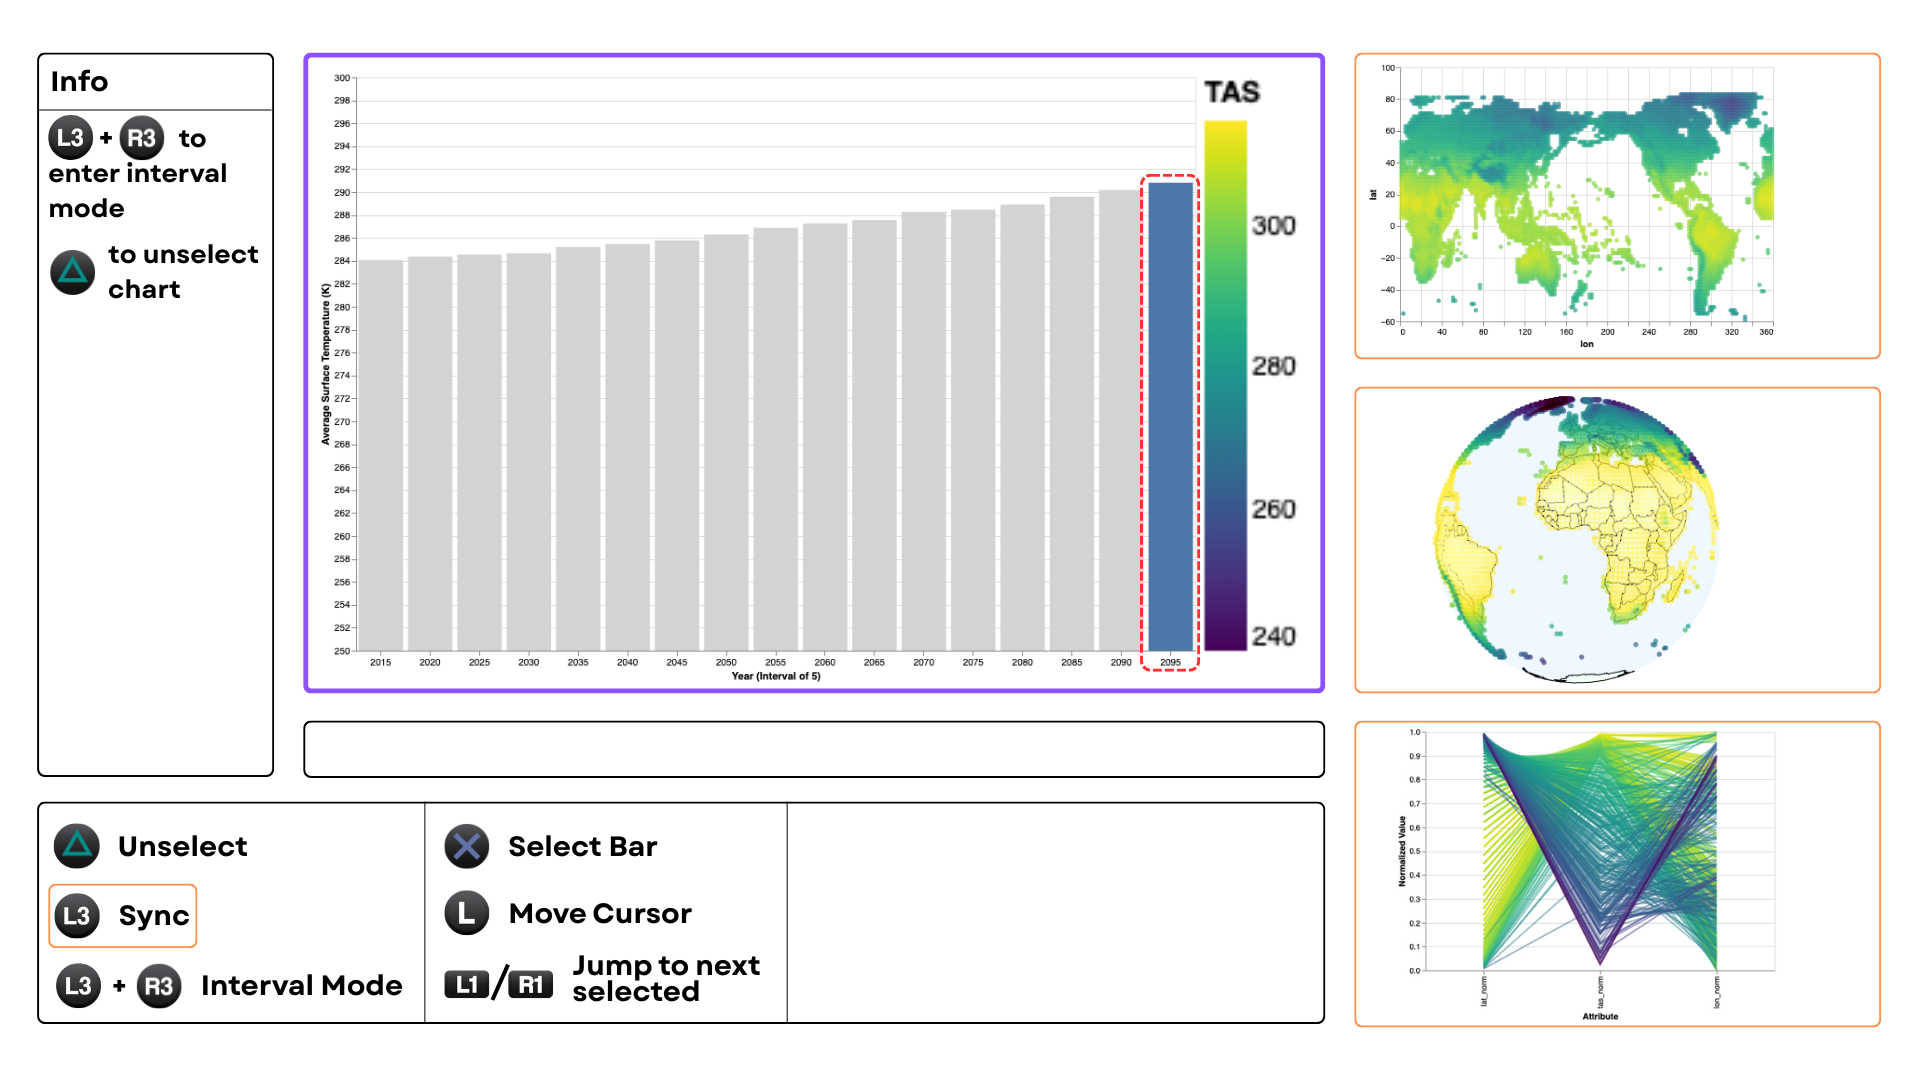 Info
L3 + R3 to
enter interval
mode
to unselect
chart
300
298
296
294
292
290
288
286
284
282
280
278
276
274
272
270
268
266
264
262
260
258
256
254
252
250
Average Surface Temperature (K)
2015 2020 2025 2030 2035 2040 2045 2050 2055 2060 2065 2070 2075 2080 2085 2090 2095
Year (Interval of 5)
TAS
300
280
260
240
100
80
60
40
20
0
−20
−40
−60
lat
0 40 80 120 160 200 240 280 320 360
lon
1.0
0.9
0.8
0.7
0.6
0.5
0.4
0.3
0.2
0.1
0.0
Normalized Value
lat_norm tas_norm lon_norm
Attribute
Unselect
L3 Sync
L3 + R3 Interval Mode
Select Bar
L Move Cursor
L1/R1 Jump to next
selected